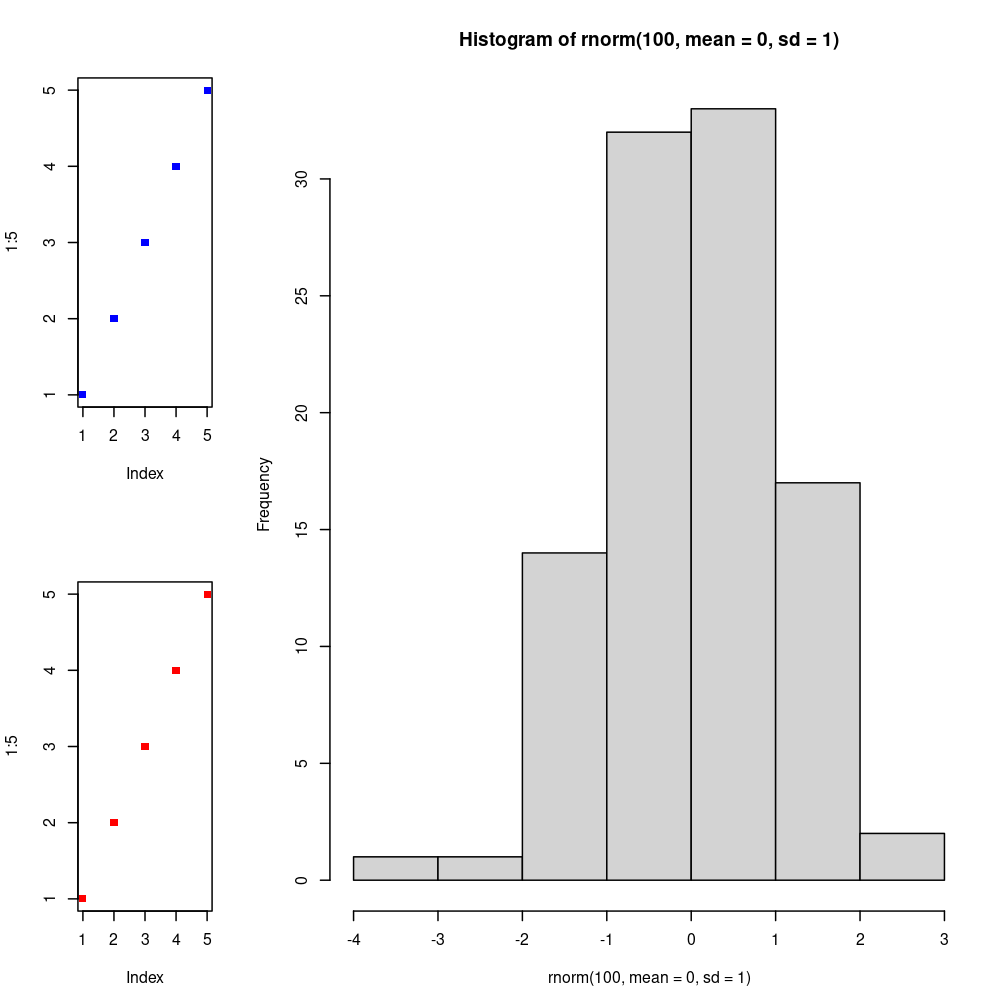 5
4
3
2
1
1:5
1 2 3 4 5
Index
5
4
3
2
1
1:5
1 2 3 4 5
Index
Histogram of rnorm(100, mean = 0, sd = 1)
30
25
20
15
10
5
0
Frequency
-4 -3 -2 -1 0 1 2 3
rnorm(100, mean = 0, sd = 1)